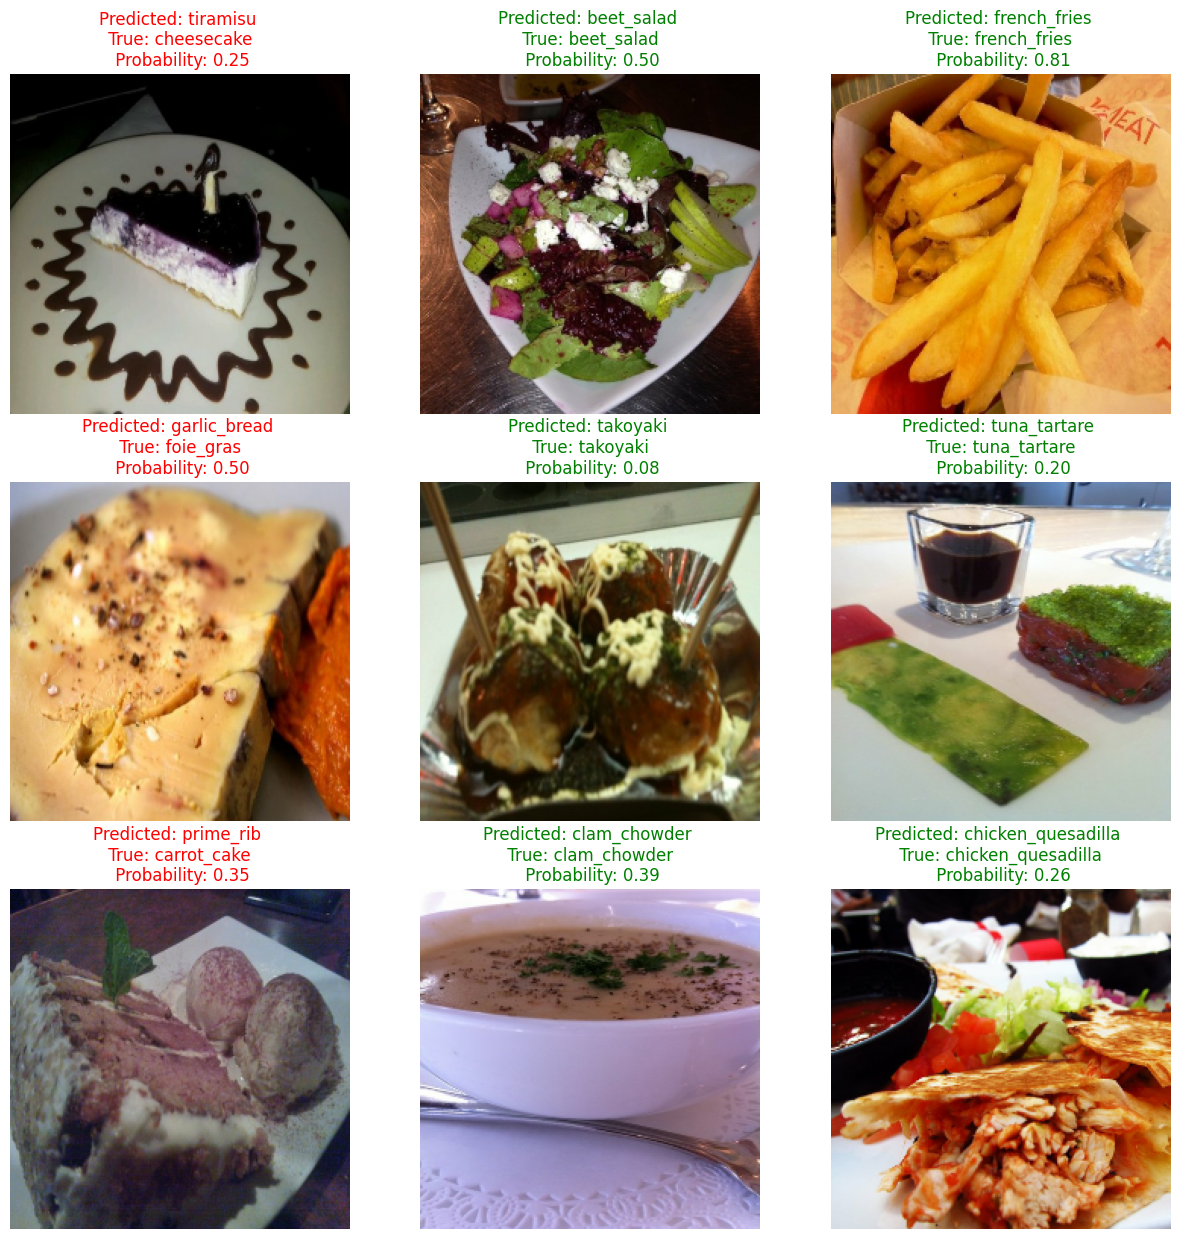 Predicted: tiramisu
True: cheesecake
Probability: 0.25
Predicted: beet_salad
True: beet_salad
Probability: 0.50
Predicted: french_fries
True: french_fries
Probability: 0.81
MEAT
Predicted: garlic_bread
True: foie_gras
Probability: 0.50
Predicted: takoyaki
True: takoyaki
Probability: 0.08
Predicted: tuna_tartare
True: tuna_tartare
Probability: 0.20
Predicted: prime_rib
True: carrot_cake
Probability: 0.35
Predicted: clam_chowder
True: clam_chowder
Probability: 0.39
Predicted: chicken_quesadilla
True: chicken_quesadilla
Probability: 0.26